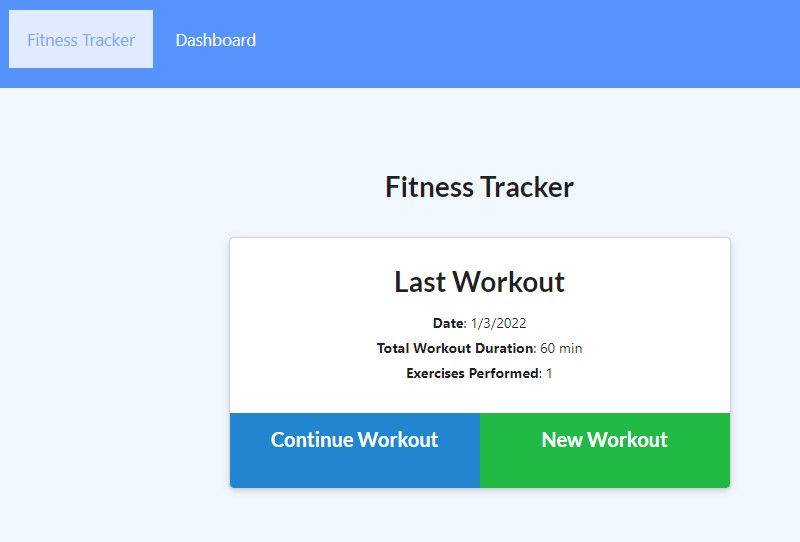 Fitness Tracker Dashboard
Fitness Tracker
Last Workout
Date: 1/3/2022
Total Workout Duration: 60 min
Exercises Performed: 1
Continue Workout New Workout